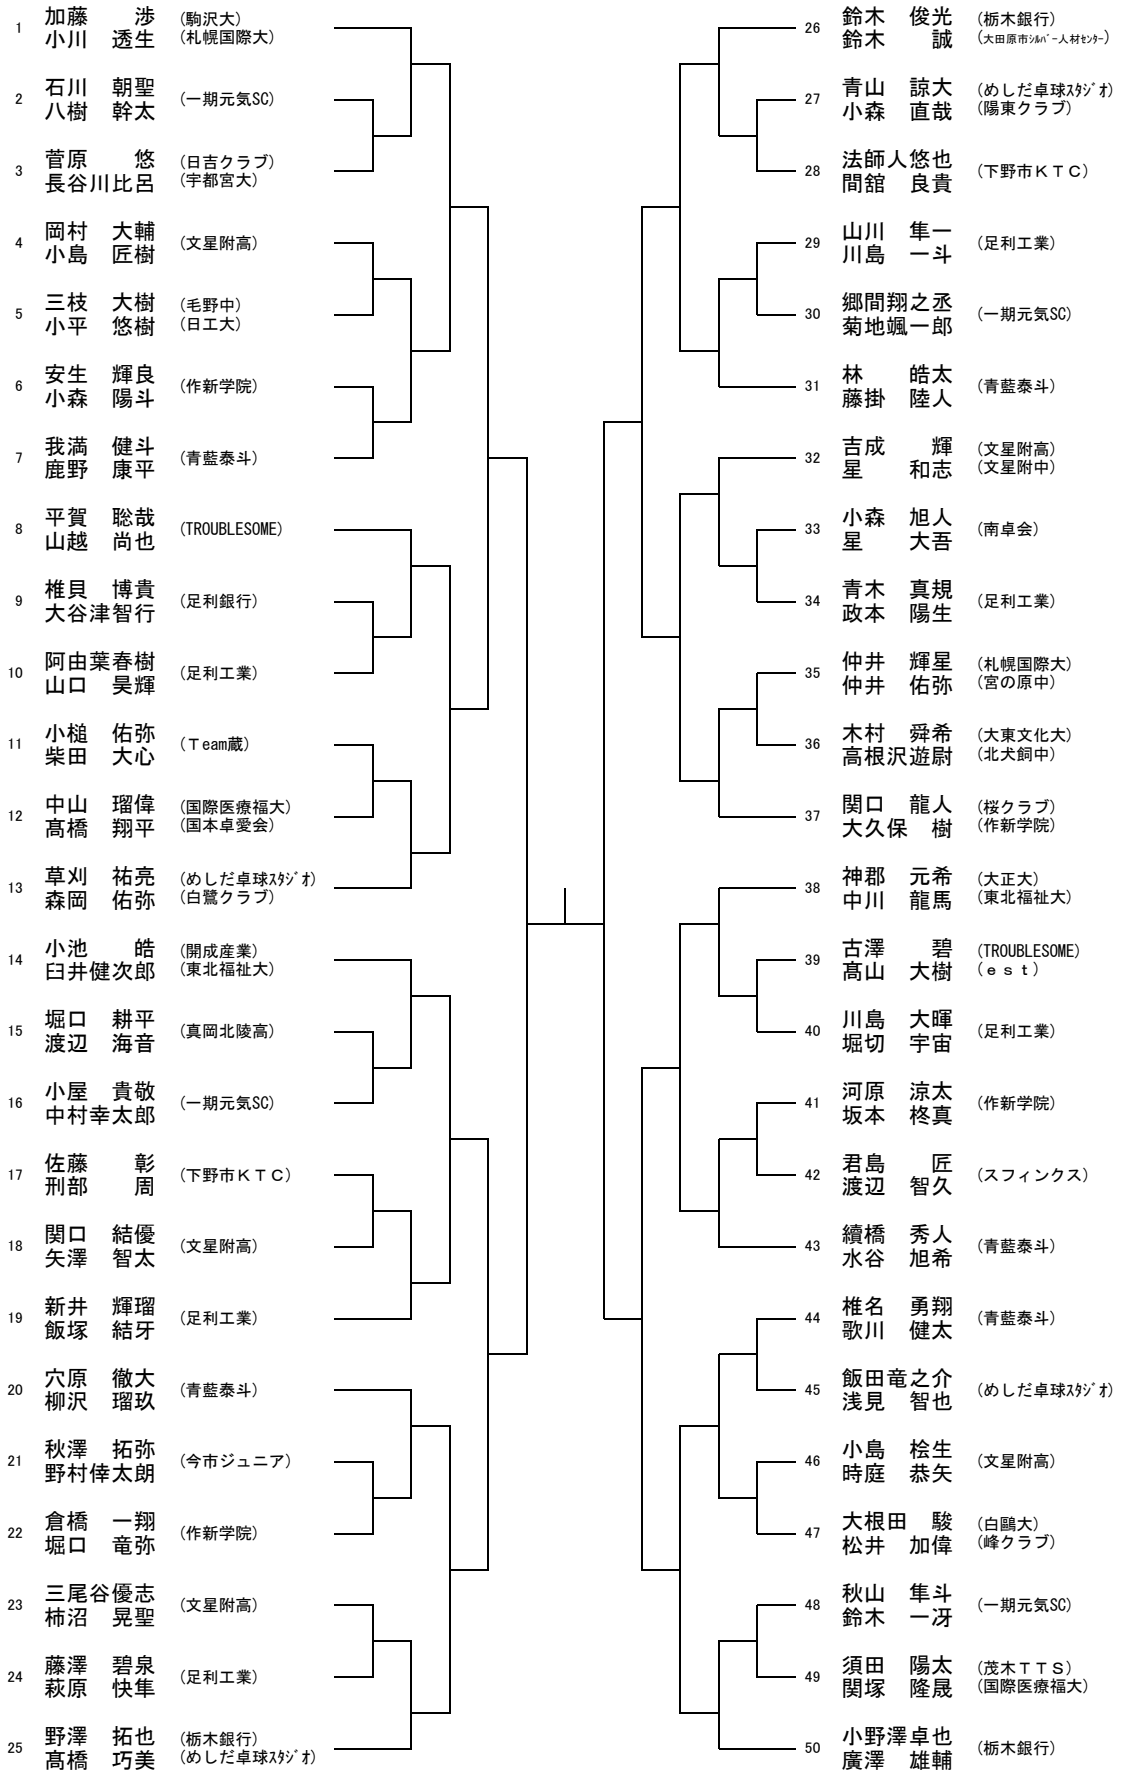 1 加藤 渉 (駒沢大)
小川 透生 (札幌国際大)
2 石川 朝聖 (一期元気SC)
八樹 幹太
3 菅原 悠 (日吉クラブ)
長谷川比呂 (宇都宮大)
4 岡村 大輔 (文星附高)
小島 匠樹
5 三枝 大樹 (毛野中)
小平 悠樹 (日工大)
6 安生 輝良 (作新学院)
小森 陽斗
7 我満 健斗 (青藍泰斗)
鹿野 康平
8 平賀 聡哉 (TROUBLESOME)
山越 尚也
9 椎貝 博貴 (足利銀行)
大谷津智行
10 阿由葉春樹 (足利工業)
山口 昊輝
11 小槌 佑弥 (Ｔeam蔵)
柴田 大心
12 中山 瑠偉 (国際医療福大)
髙橋 翔平 (国本卓愛会)
13 草刈 祐亮 (めしだ卓球ｽﾀｼﾞｵ)
森岡 佑弥 (白鷺クラブ)
14 小池 皓 (開成産業)
臼井健次郎 (東北福祉大)
15 堀口 耕平 (真岡北陵高)
渡辺 海音
16 小屋 貴敬 (一期元気SC)
中村幸太郎
17 佐藤 彰 (下野市ＫＴＣ)
刑部 周
18 関口 結優 (文星附高)
矢澤 智太
19 新井 輝瑠 (足利工業)
飯塚 結牙
20 穴原 徹大 (青藍泰斗)
柳沢 瑠玖
21 秋澤 拓弥 (今市ジュニア)
野村倖太朗
22 倉橋 一翔 (作新学院)
堀口 竜弥
23 三尾谷優志 (文星附高)
柿沼 晃聖
24 藤澤 碧泉 (足利工業)
萩原 快隼
25 野澤 拓也 (栃木銀行)
髙橋 巧美 (めしだ卓球ｽﾀｼﾞｵ)
26 鈴木 俊光 (栃木銀行)
鈴木 誠 (大田原市ｼﾙﾊﾞｰ人材ｾﾝﾀｰ)
27 青山 諒大 (めしだ卓球ｽﾀｼﾞｵ)
小森 直哉 (陽東クラブ)
28 法師人悠也 (下野市ＫＴＣ)
間舘 良貴
29 山川 隼一 (足利工業)
川島 一斗
30 郷間翔之丞 (一期元気SC)
菊地颯一郎
31 林 皓太 (青藍泰斗)
藤掛 陸人
32 吉成 輝 (文星附高)
星 和志 (文星附中)
33 小森 旭人 (南卓会)
星 大吾
34 青木 真規 (足利工業)
政本 陽生
35 仲井 輝星 (札幌国際大)
仲井 佑弥 (宮の原中)
36 木村 舜希 (大東文化大)
高根沢遊尉 (北犬飼中)
37 関口 龍人 (桜クラブ)
大久保 樹 (作新学院)
38 神郡 元希 (大正大)
中川 龍馬 (東北福祉大)
39 古澤 碧 (TROUBLESOME)
髙山 大樹 (ｅｓｔ)
40 川島 大暉 (足利工業)
堀切 宇宙
41 河原 涼太 (作新学院)
坂本 柊真
42 君島 匠 (スフィンクス)
渡辺 智久
43 續橋 秀人 (青藍泰斗)
水谷 旭希
44 椎名 勇翔 (青藍泰斗)
歌川 健太
45 飯田竜之介 (めしだ卓球ｽﾀｼﾞｵ)
浅見 智也
46 小島 桧生 (文星附高)
時庭 恭矢
47 大根田 駿 (白鷗大)
松井 加偉 (峰クラブ)
48 秋山 隼斗 (一期元気SC)
鈴木 一冴
49 須田 陽太 (茂木ＴＴＳ)
関塚 隆晟 (国際医療福大)
50 小野澤卓也 (栃木銀行)
廣澤 雄輔